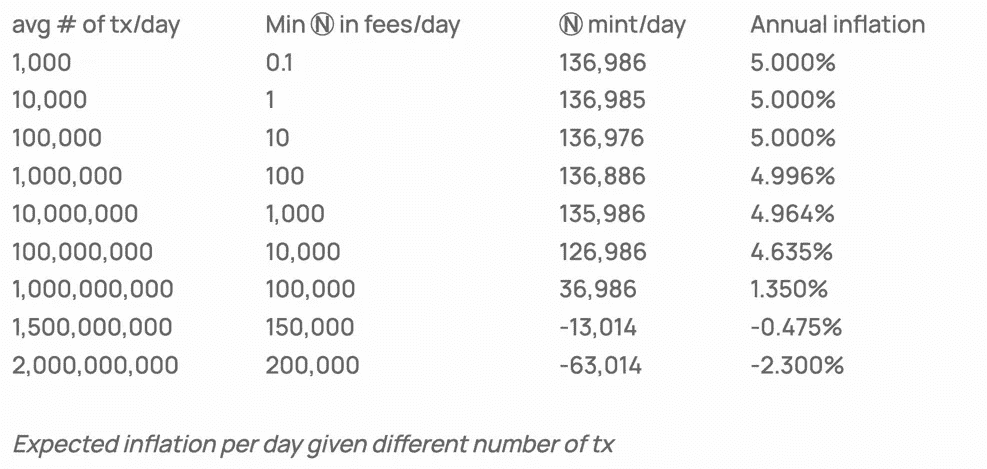 avg # of tx/day Min Ⓝ in fees/day Ⓝ mint/day Annual inflation
1,000 0.1 136,986 5.000%
10,000 1 136,985 5.000%
100,000 10 136,976 5.000%
1,000,000 100 136,886 4.996%
10,000,000 1,000 135,986 4.964%
100,000,000 10,000 126,986 4.635%
1,000,000,000 100,000 36,986 1.350%
1,500,000,000 150,000 -13,014 -0.475%
2,000,000,000 200,000 -63,014 -2.300%
Expected inflation per day given different number of tx